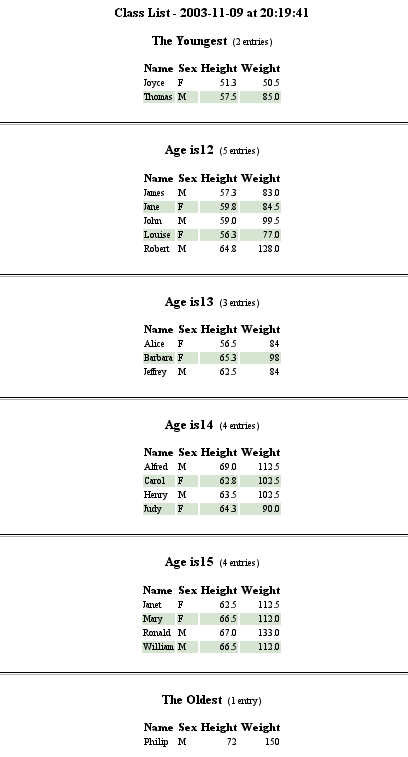 Class List - 2003-11-09 at 20:19:41
The Youngest (2 entries)
Name Sex Height Weight
Joyce F 51.3 50.5
Thomas M 57.5 85.0
Age is12 (5 entries)
Name Sex Height Weight
James M 57.3 83.0
Jane F 59.8 84.5
John M 59.0 99.5
Louise F 56.3 77.0
Robert M 64.8 128.0
Age is13 (3 entries)
Name Sex Height Weight
Alice F 56.5 84
Barbara F 65.3 98
Jeffrey M 62.5 84
Age is14 (4 entries)
Name Sex Height Weight
Alfred M 69.0 112.5
Carol F 62.8 102.5
Henry M 63.5 102.5
Judy F 64.3 90.0
Age is15 (4 entries)
Name Sex Height Weight
Janet F 62.5 112.5
Mary F 66.5 112.0
Ronald M 67.0 133.0
William M 66.5 112.0
The Oldest (1 entry)
Name Sex Height Weight
Philip M 72 150